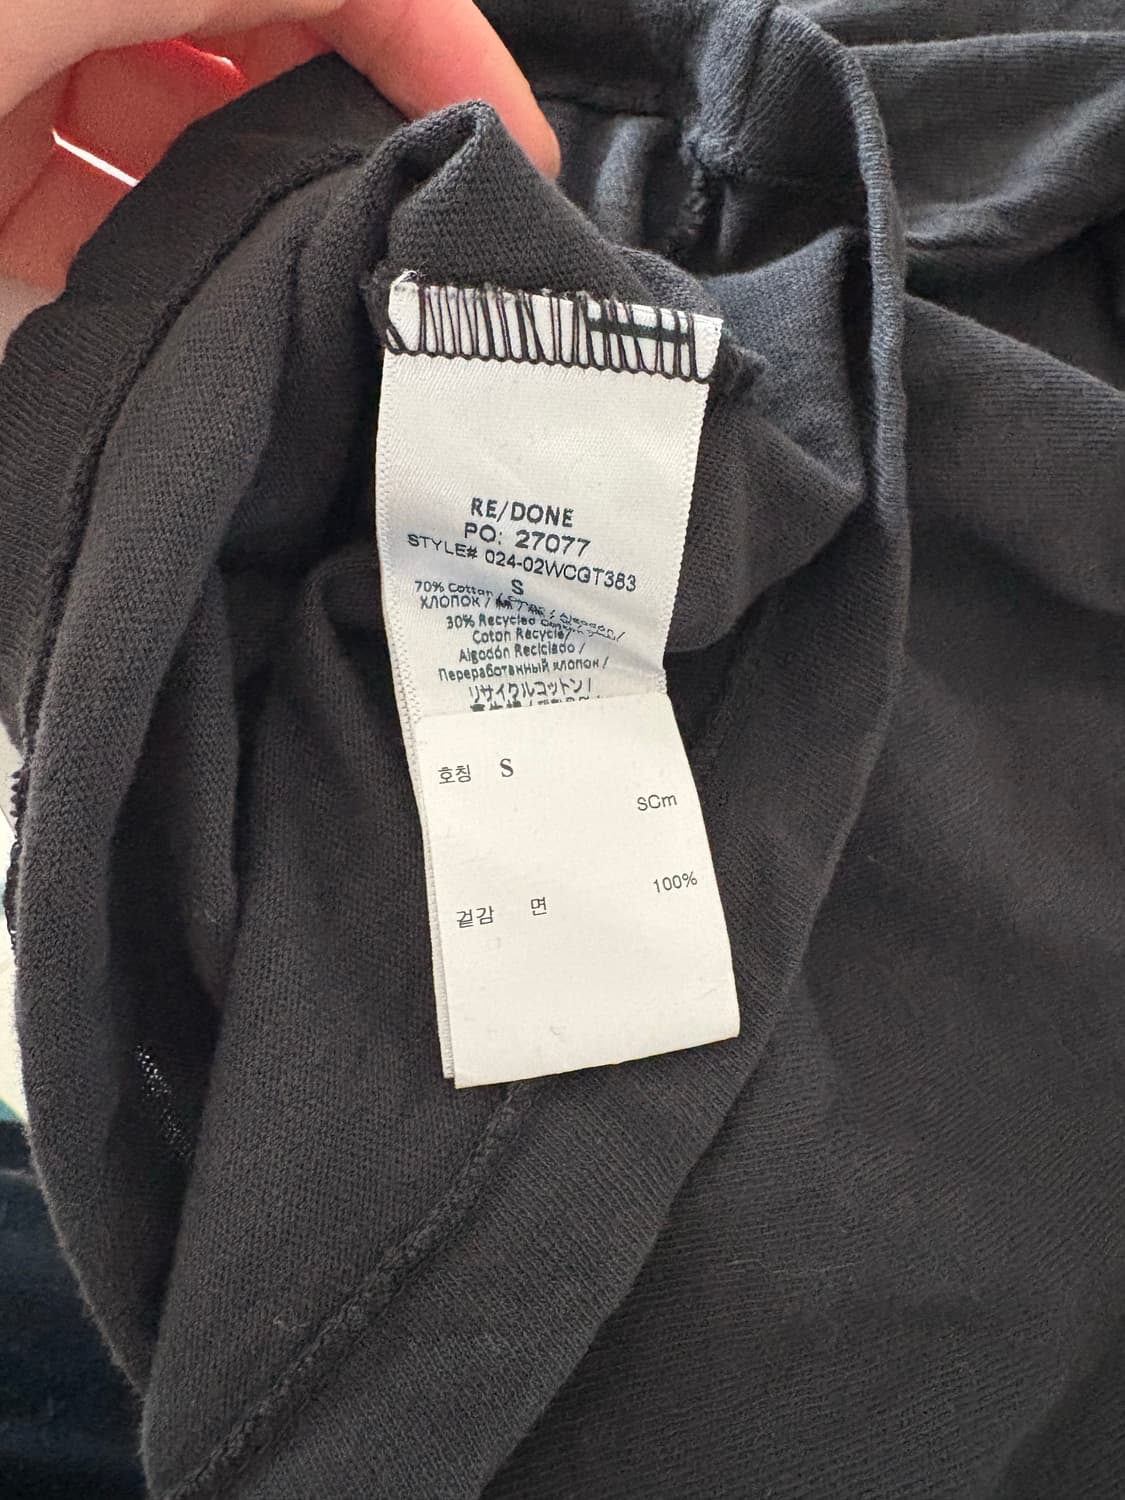 RE/DONE
PO: 27077
STYLE# 024-02WCGT383
S
70% Cotton
ХЛОПОК /
30% Recycled
Coton Recyclé/
Algodón Reciclado /
Переработанный хлопок /
リサイクルコットン /
호칭 S
SCm
100%
겉감 면